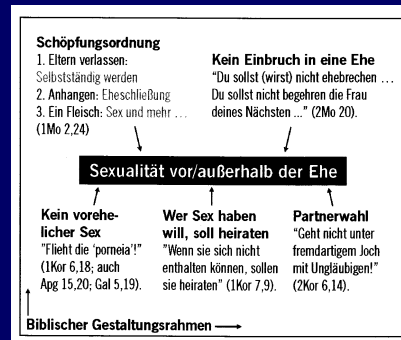 Schöpfungsordnung
1. Eltern verlassen:
Selbstständig werden
2. Anhangen: Eheschließung
3. Ein Fleisch: Sex und mehr ...
(1Mo 2,24)
Kein Einbruch in eine Ehe
“Du sollst (wirst) nicht ehebrechen ...
Du sollst nicht begehren die Frau
deines Nächsten ...” (2Mo 20).
Sexualität vor/außerhalb der Ehe
Kein vorehe-
licher Sex
”Flieht die ‘porneia’!”
(1Kor 6,18; auch
Apg 15,20; Gal 5,19).
Wer Sex haben
will, soll heiraten
”Wenn sie sich nicht
enthalten können, sollen
sie heiraten” (1Kor 7,9).
Partnerwahl
“Geht nicht unter
fremdartigem Joch
mit Ungläubigen!”
(2Kor 6,14).
Biblischer Gestaltungsrahmen